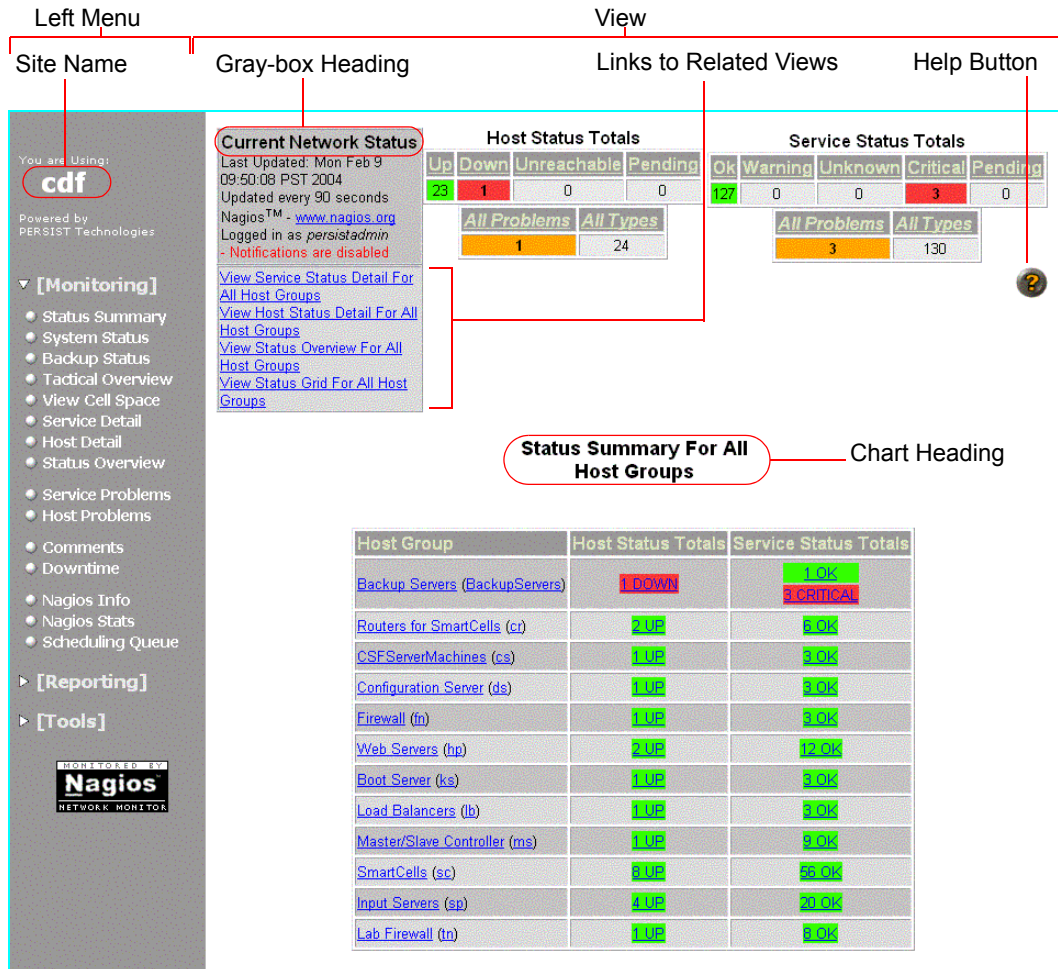 Left Menu
View
Site Name
Gray-box Heading
Links to Related Views
Help Button
You are Using:
cdf
Powered by
PERSIST Technologies
[Monitoring]
Status Summary
System Status
Backup Status
Tactical Overview
View Cell Space
Service Detail
Host Detail
Status Overview
Service Problems
Host Problems
Comments
Downtime
Nagios Info
Nagios Stats
Scheduling Queue
[Reporting]
[Tools]
MONITORED BY
Nagios™
NETWORK MONITOR
Current Network Status
Last Updated: Mon Feb 9
09:50:08 PST 2004
Updated every 90 seconds
Nagios™ - www.nagios.org
Logged in as persistadmin
- Notifications are disabled
View Service Status Detail For
All Host Groups
View Host Status Detail For All
Host Groups
View Status Overview For All
Host Groups
View Status Grid For All Host
Groups
Host Status Totals
Up Down Unreachable Pending
23 1 0 0
All Problems All Types
1 24
Service Status Totals
Ok Warning Unknown Critical Pending
127 0 0 3 0
All Problems All Types
3 130
?
Status Summary For All
Host Groups
Chart Heading
Host Group Host Status Totals Service Status Totals
Backup Servers (BackupServers) 1 DOWN 1 OK
3 CRITICAL
Routers for SmartCells (cr) 2 UP 6 OK
CSFServerMachines (cs) 1 UP 3 OK
Configuration Server (ds) 1 UP 3 OK
Firewall (fn) 1 UP 3 OK
Web Servers (hp) 2 UP 12 OK
Boot Server (ks) 1 UP 3 OK
Load Balancers (lb) 1 UP 3 OK
Master/Slave Controller (ms) 1 UP 9 OK
SmartCells (sc) 8 UP 56 OK
Input Servers (sp) 4 UP 20 OK
Lab Firewall (tn) 1 UP 8 OK